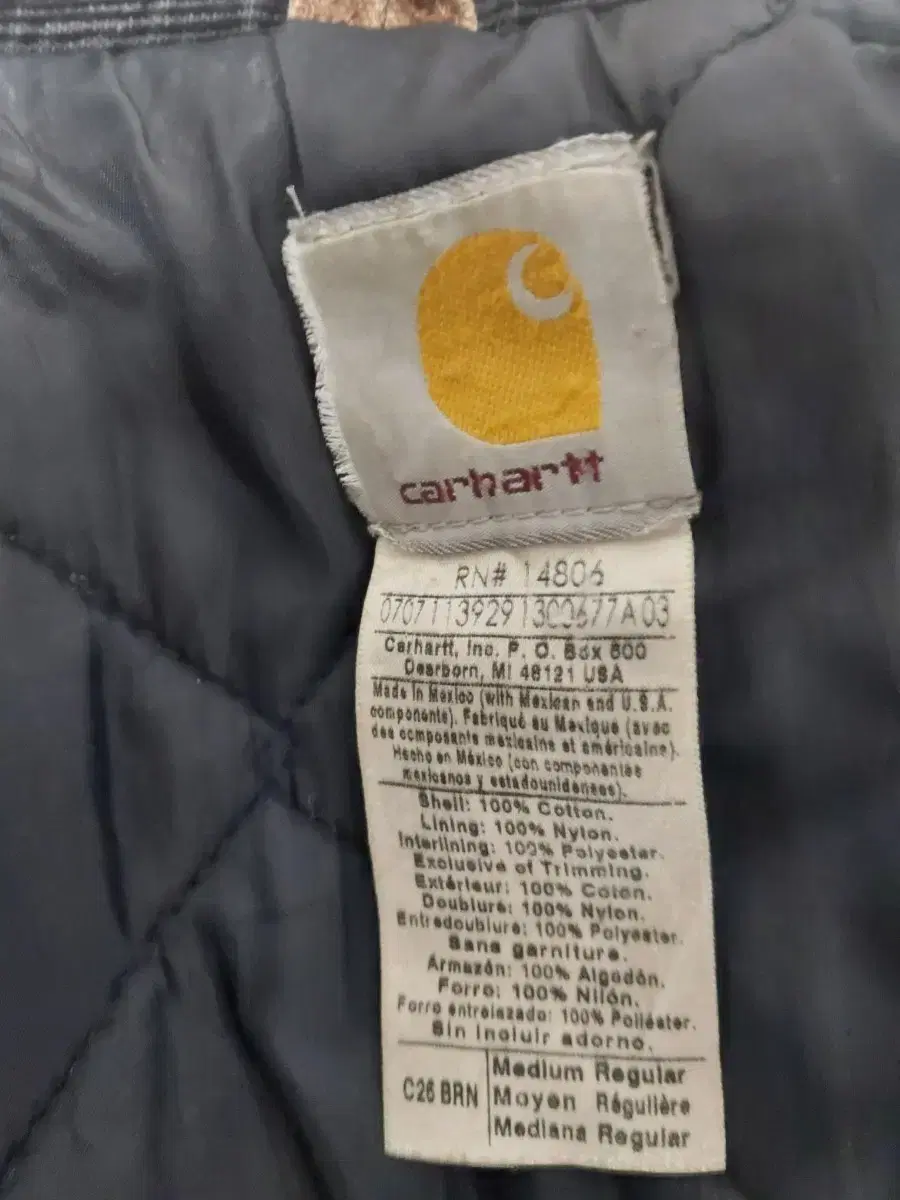 carhartt
RN# 14806
07071139291300677A03
Carhartt, Inc. P. O. Box 600
Dearborn, MI 48121 USA
Made In Mexico (with Mexican and U.S.A.
components). Fabriqué au Mexique (avec
des composants mexicains et américains).
Hecho en México (con componentes
mexicanos y estadounidenses).
Shell: 100% Cotton.
Lining: 100% Nylon.
Interlining: 100% Polyester.
Exclusive of Trimming.
Extérieur: 100% Coton.
Doublure: 100% Nylon.
Entredoublure: 100% Polyester.
Sans garniture.
Armazón: 100% Algodón.
Forro: 100% Nilón.
Forro entrelazado: 100% Poliéster.
Sin incluir adorno.
C26 BRN
Medium Regular
Moyen Régulière
Mediana Regular